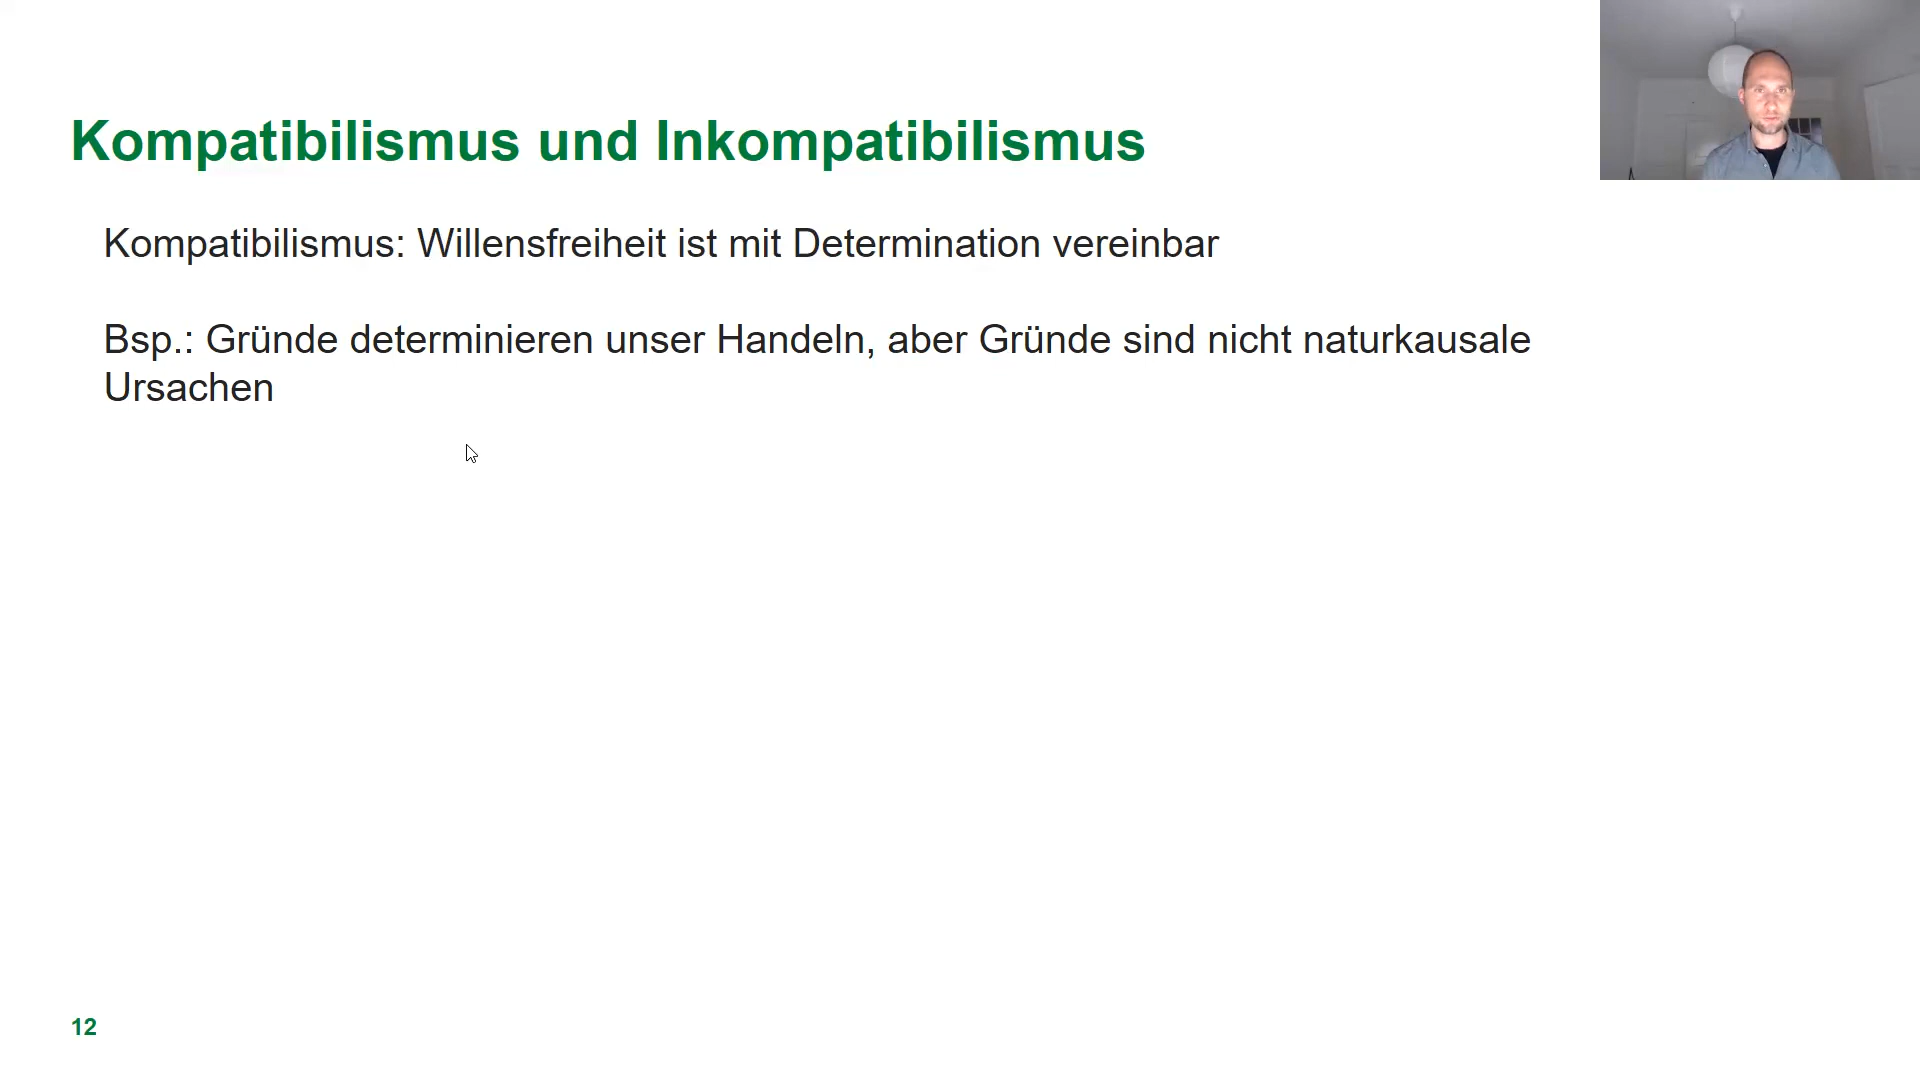 Kompatibilismus und Inkompatibilismus
Kompatibilismus: Willensfreiheit ist mit Determination vereinbar
Bsp.: Gründe determinieren unser Handeln, aber Gründe sind nicht naturkausale
Ursachen
12